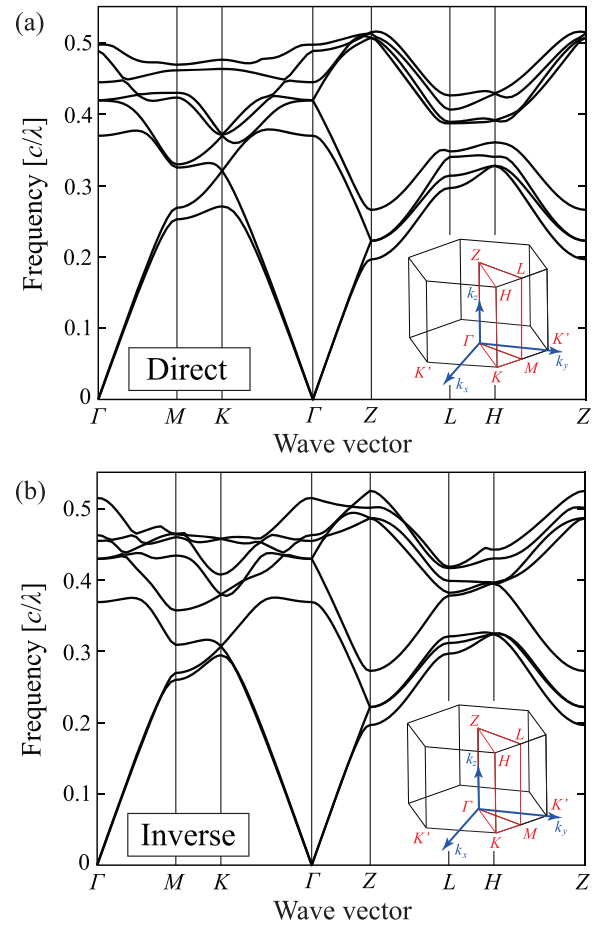 (a)
Frequency [c/λ]
0.5
0.4
0.3
0.2
0.1
0
Direct
Z
L
H
k_z
Γ
K'
K
M
K'
k_x
k_y
Γ M K Γ Z L H Z
Wave vector
(b)
Frequency [c/λ]
0.5
0.4
0.3
0.2
0.1
0
Inverse
Z
L
H
k_z
Γ
K'
K
M
K'
k_x
k_y
Γ M K Γ Z L H Z
Wave vector